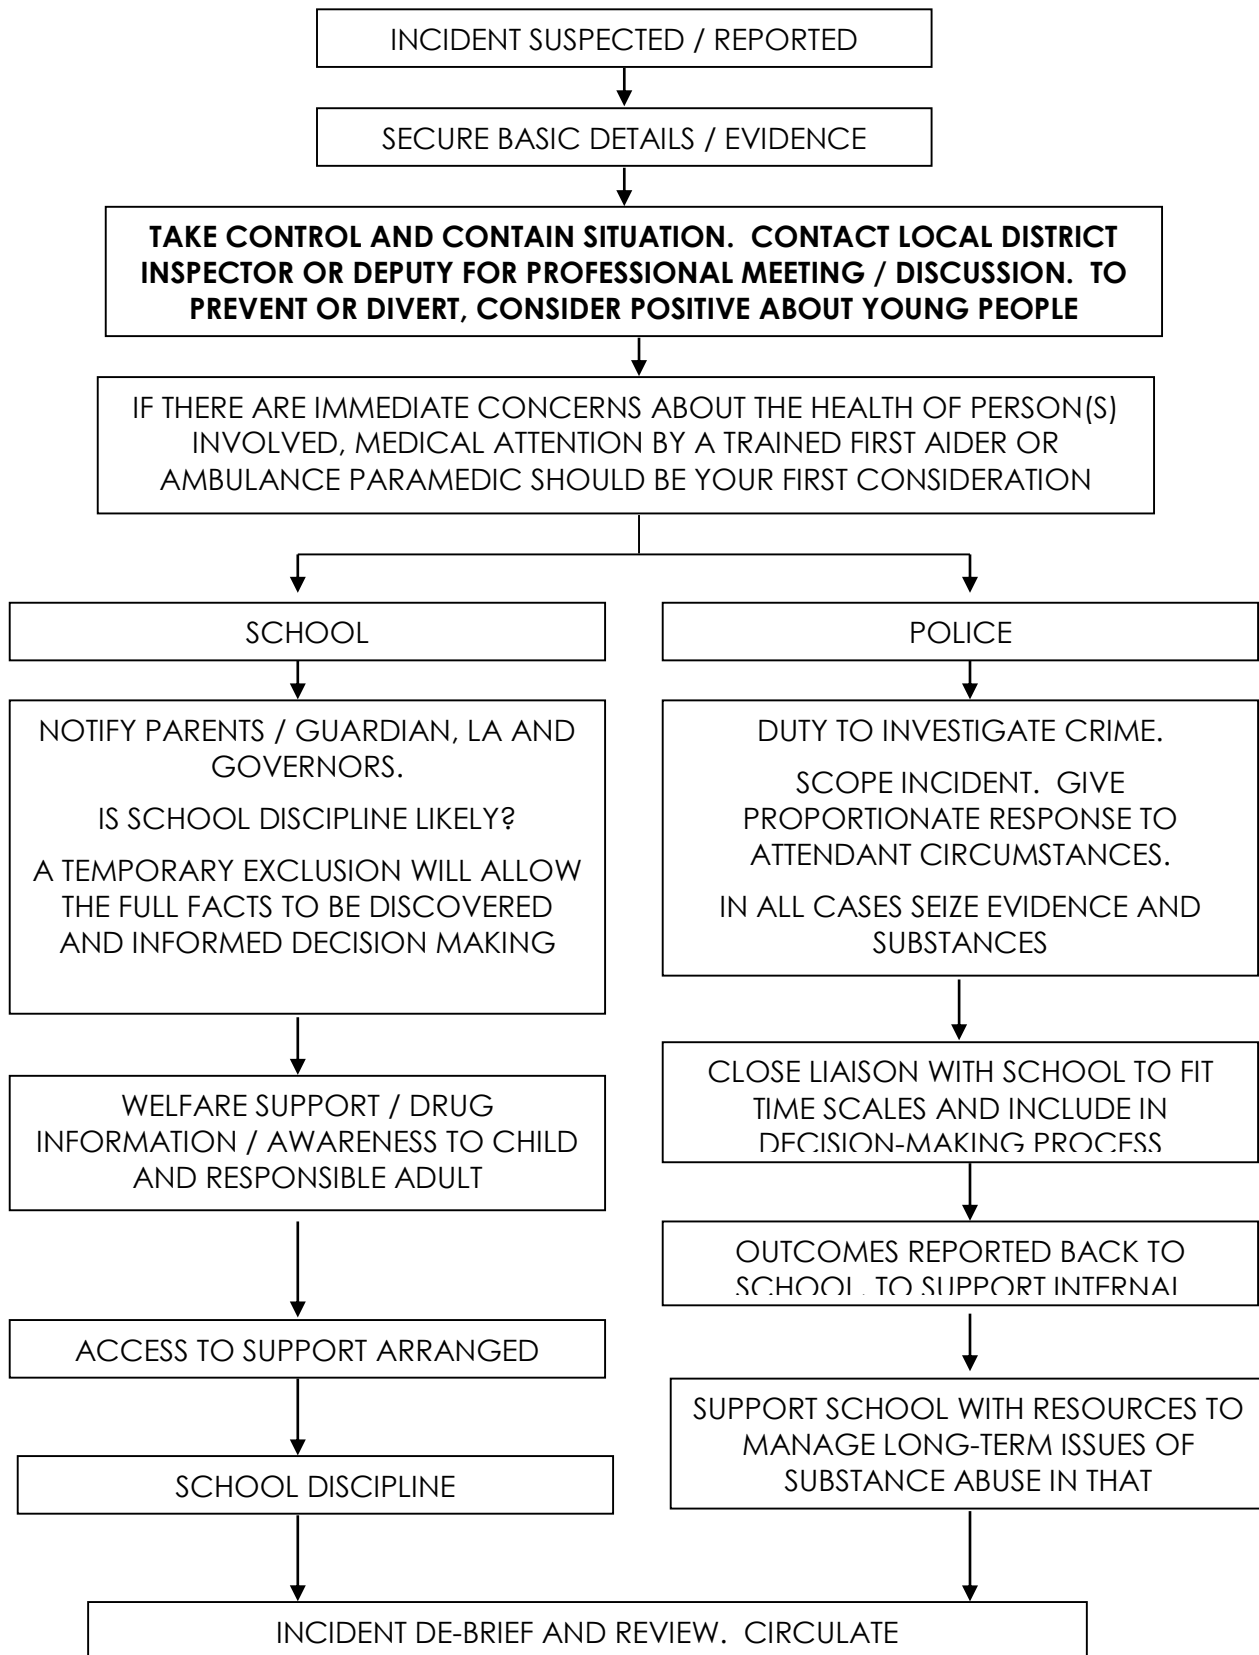 INCIDENT SUSPECTED / REPORTED
SECURE BASIC DETAILS / EVIDENCE
TAKE CONTROL AND CONTAIN SITUATION. CONTACT LOCAL DISTRICT
INSPECTOR OR DEPUTY FOR PROFESSIONAL MEETING / DISCUSSION. TO
PREVENT OR DIVERT, CONSIDER POSITIVE ABOUT YOUNG PEOPLE
IF THERE ARE IMMEDIATE CONCERNS ABOUT THE HEALTH OF PERSON(S)
INVOLVED, MEDICAL ATTENTION BY A TRAINED FIRST AIDER OR
AMBULANCE PARAMEDIC SHOULD BE YOUR FIRST CONSIDERATION
SCHOOL
NOTIFY PARENTS / GUARDIAN, LA AND
GOVERNORS.
IS SCHOOL DISCIPLINE LIKELY?
A TEMPORARY EXCLUSION WILL ALLOW
THE FULL FACTS TO BE DISCOVERED
AND INFORMED DECISION MAKING
WELFARE SUPPORT / DRUG
INFORMATION / AWARENESS TO CHILD
AND RESPONSIBLE ADULT
ACCESS TO SUPPORT ARRANGED
SCHOOL DISCIPLINE
POLICE
DUTY TO INVESTIGATE CRIME.
SCOPE INCIDENT. GIVE
PROPORTIONATE RESPONSE TO
ATTENDANT CIRCUMSTANCES.
IN ALL CASES SEIZE EVIDENCE AND
SUBSTANCES
CLOSE LIAISON WITH SCHOOL TO FIT
TIME SCALES AND INCLUDE IN
DECISION-MAKING PROCESS
OUTCOMES REPORTED BACK TO
SCHOOL, TO SUPPORT INTERNAL
SUPPORT SCHOOL WITH RESOURCES TO
MANAGE LONG-TERM ISSUES OF
SUBSTANCE ABUSE IN THAT
INCIDENT DE-BRIEF AND REVIEW. CIRCULATE